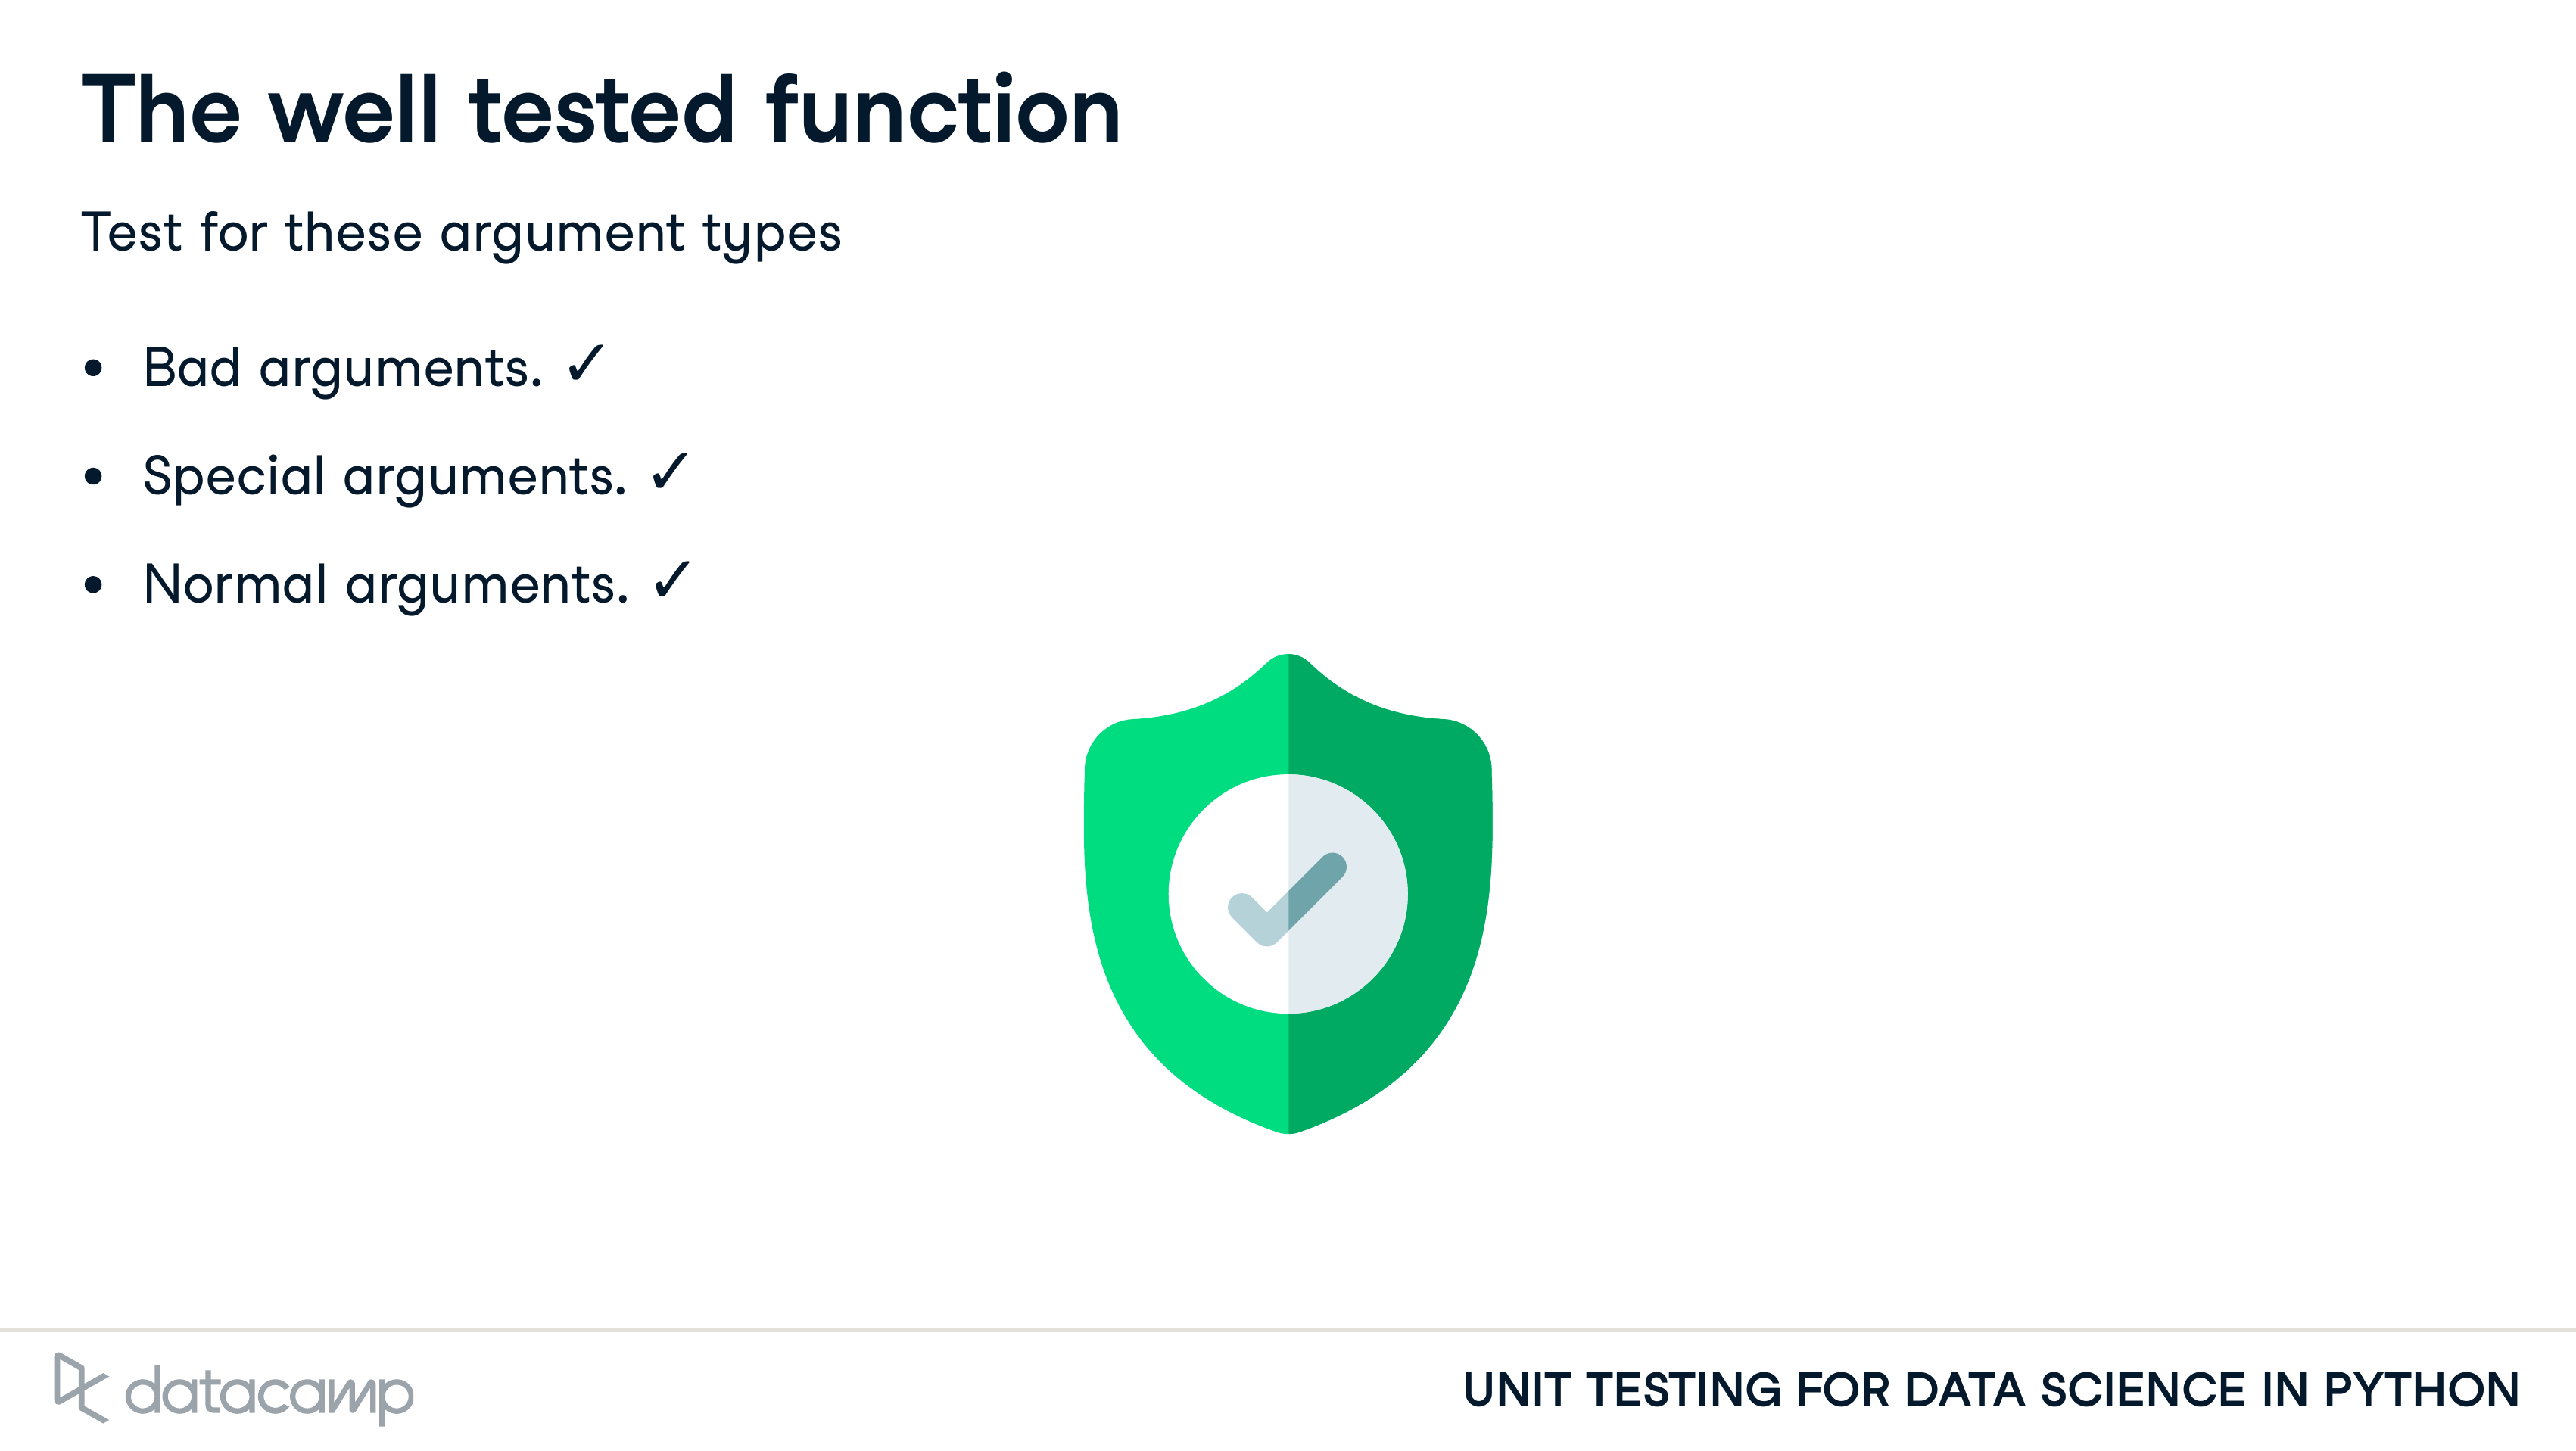 The well tested function
Test for these argument types
• Bad arguments. ✓
• Special arguments. ✓
• Normal arguments. ✓
datacamp
UNIT TESTING FOR DATA SCIENCE IN PYTHON